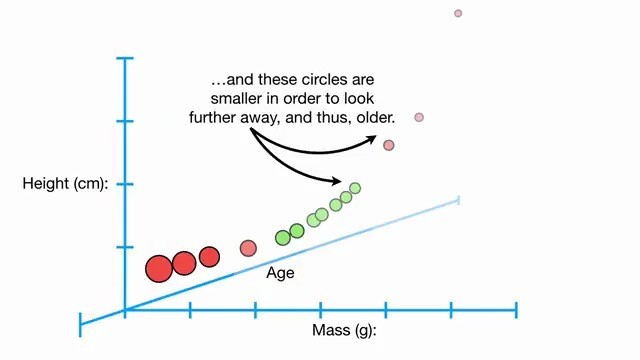 …and these circles are
smaller in order to look
further away, and thus, older.
Height (cm):
Age
Mass (g):